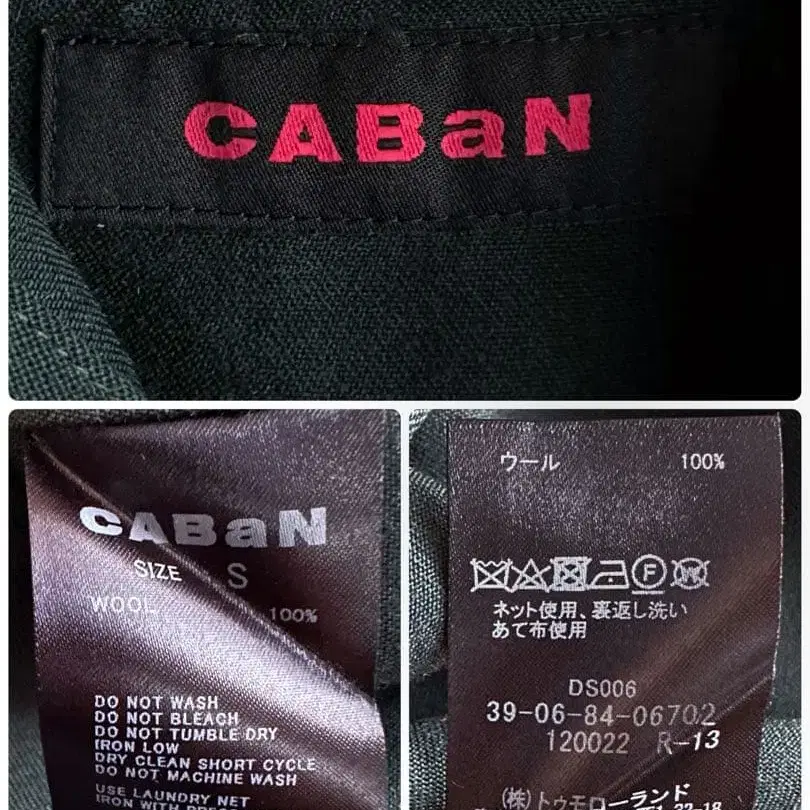 CABaN
CABaN
SIZE S
WOOL 100%
DO NOT WASH
DO NOT BLEACH
DO NOT TUMBLE DRY
IRON LOW
DRY CLEAN SHORT CYCLE
DO NOT MACHINE WASH
USE LAUNDRY NET
IRON WITH
ウール 100%
F
W
ネット使用、裏返し洗い
あて布使用
DS006
39-06-84-06702
120022 R-13
(株)トゥモローランド